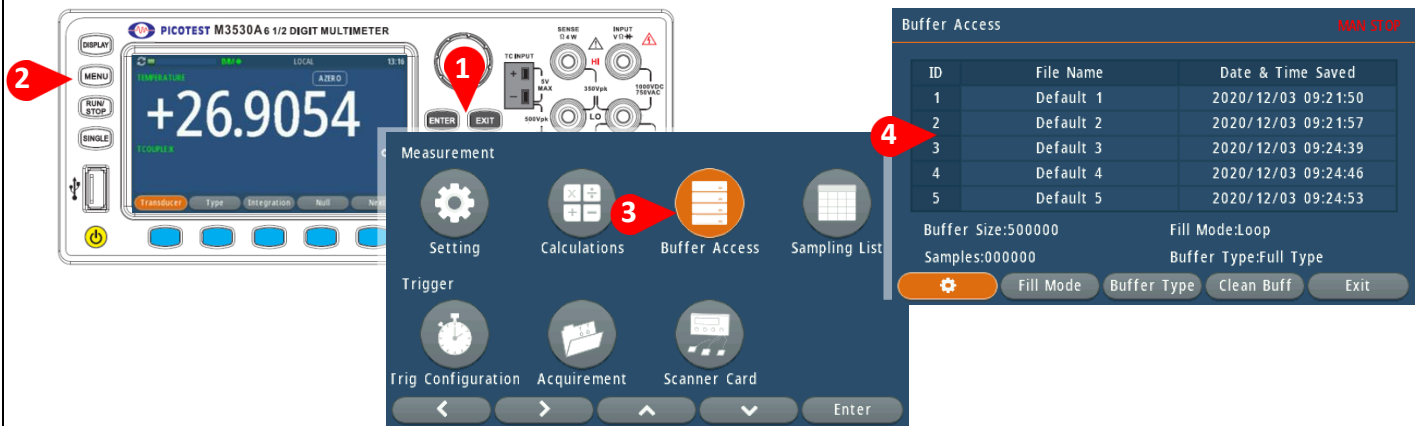 PICOTEST M3530A 6 1/2 DIGIT MULTIMETER
DISPLAY
MENU
RUN/
STOP
SINGLE
LOCAL
13:16
TEMPERATURE
AZERO
+26.9054
TCOUPLE:K
Transducer Type Integration Null Next
SENSE
Ω 4 W
INPUT
V Ω
TC INPUT
+
−
5V
MAX
HI
350Vpk
1000VDC
750VAC
500Vpk
LO
ENTER EXIT
1
2
3
4
Measurement
Setting Calculations Buffer Access Sampling List
Trigger
Trig Configuration Acquirement Scanner Card
Enter
Buffer Access MAN STOP
ID File Name Date & Time Saved
1 Default 1 2020/12/03 09:21:50
2 Default 2 2020/12/03 09:21:57
3 Default 3 2020/12/03 09:24:39
4 Default 4 2020/12/03 09:24:46
5 Default 5 2020/12/03 09:24:53
Buffer Size:500000 Fill Mode:Loop
Samples:000000 Buffer Type:Full Type
Fill Mode Buffer Type Clean Buff Exit